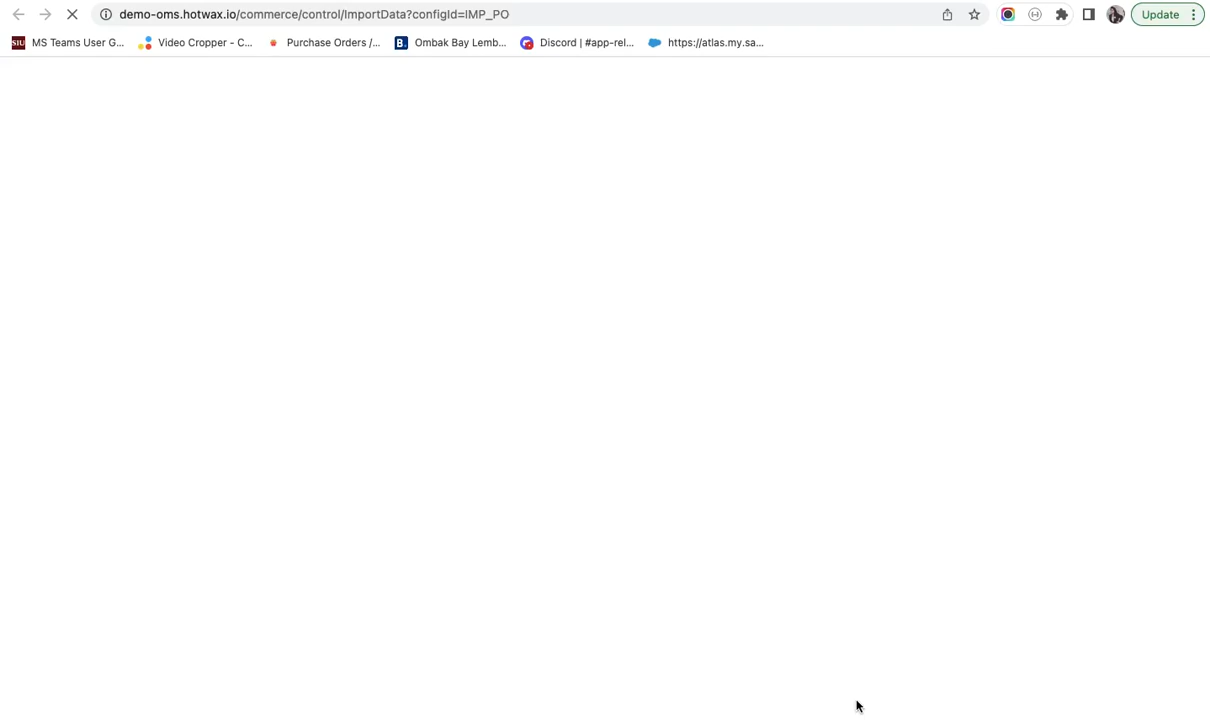 demo-oms.hotwax.io/commerce/control/ImportData?configId=IMP_PO
Update
SIU MS Teams User G... Video Cropper - C... Purchase Orders /... B. Ombak Bay Lemb... Discord | #app-rel... https://atlas.my.sa...